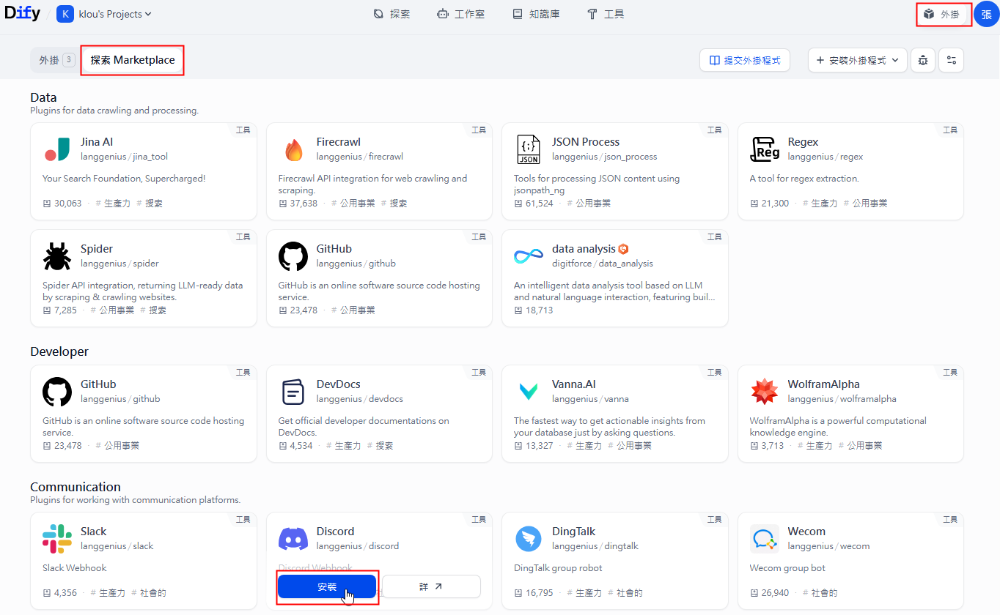 Dify / K klou's Projects 探索 工作室 知識庫 工具 外掛 張
外掛 3 探索 Marketplace 提交外掛程式 + 安裝外掛程式
Data
Plugins for data crawling and processing.
工具
Jina AI
langgenius / jina_tool
Your Search Foundation, Supercharged!
30,063 · # 生產力 # 搜索
工具
Firecrawl
langgenius / firecrawl
Firecrawl API integration for web crawling and
scraping.
37,638 · # 公用事業 # 搜索
工具
{;}
JSON
JSON Process
langgenius / json_process
Tools for processing JSON content using
jsonpath_ng
61,524 · # 公用事業
工具
Reg
Regex
langgenius / regex
A tool for regex extraction.
21,300 · # 生產力 # 公用事業
工具
Spider
langgenius / spider
Spider API integration, returning LLM-ready data
by scraping & crawling websites.
7,285 · # 公用事業 # 搜索
工具
GitHub
langgenius / github
GitHub is an online software source code hosting
service.
23,478 · # 公用事業
工具
data analysis
digitforce / data_analysis
An intelligent data analysis tool based on LLM
and natural language interaction, featuring buil...
18,713
Developer
工具
GitHub
langgenius / github
GitHub is an online software source code hosting
service.
23,478 · # 公用事業
工具
DevDocs
langgenius / devdocs
Get official developer documentations on
DevDocs.
4,534 · # 生產力 # 搜索
工具
Vanna.AI
langgenius / vanna
The fastest way to get actionable insights from
your database just by asking questions.
13,327 · # 生產力 # 公用事業
工具
WolframAlpha
langgenius / wolframalpha
WolframAlpha is a powerful computational
knowledge engine.
3,713 · # 生產力 # 公用事業
Communication
Plugins for working with communication platforms.
工具
Slack
langgenius / slack
Slack Webhook
4,356 · # 生產力 # 社會的
工具
Discord
langgenius / discord
Discord Webhook
安裝 詳
工具
DingTalk
langgenius / dingtalk
DingTalk group robot
16,795 · # 生產力 # 社會的
工具
Wecom
langgenius / wecom
Wecom group bot
26,940 · # 社會的